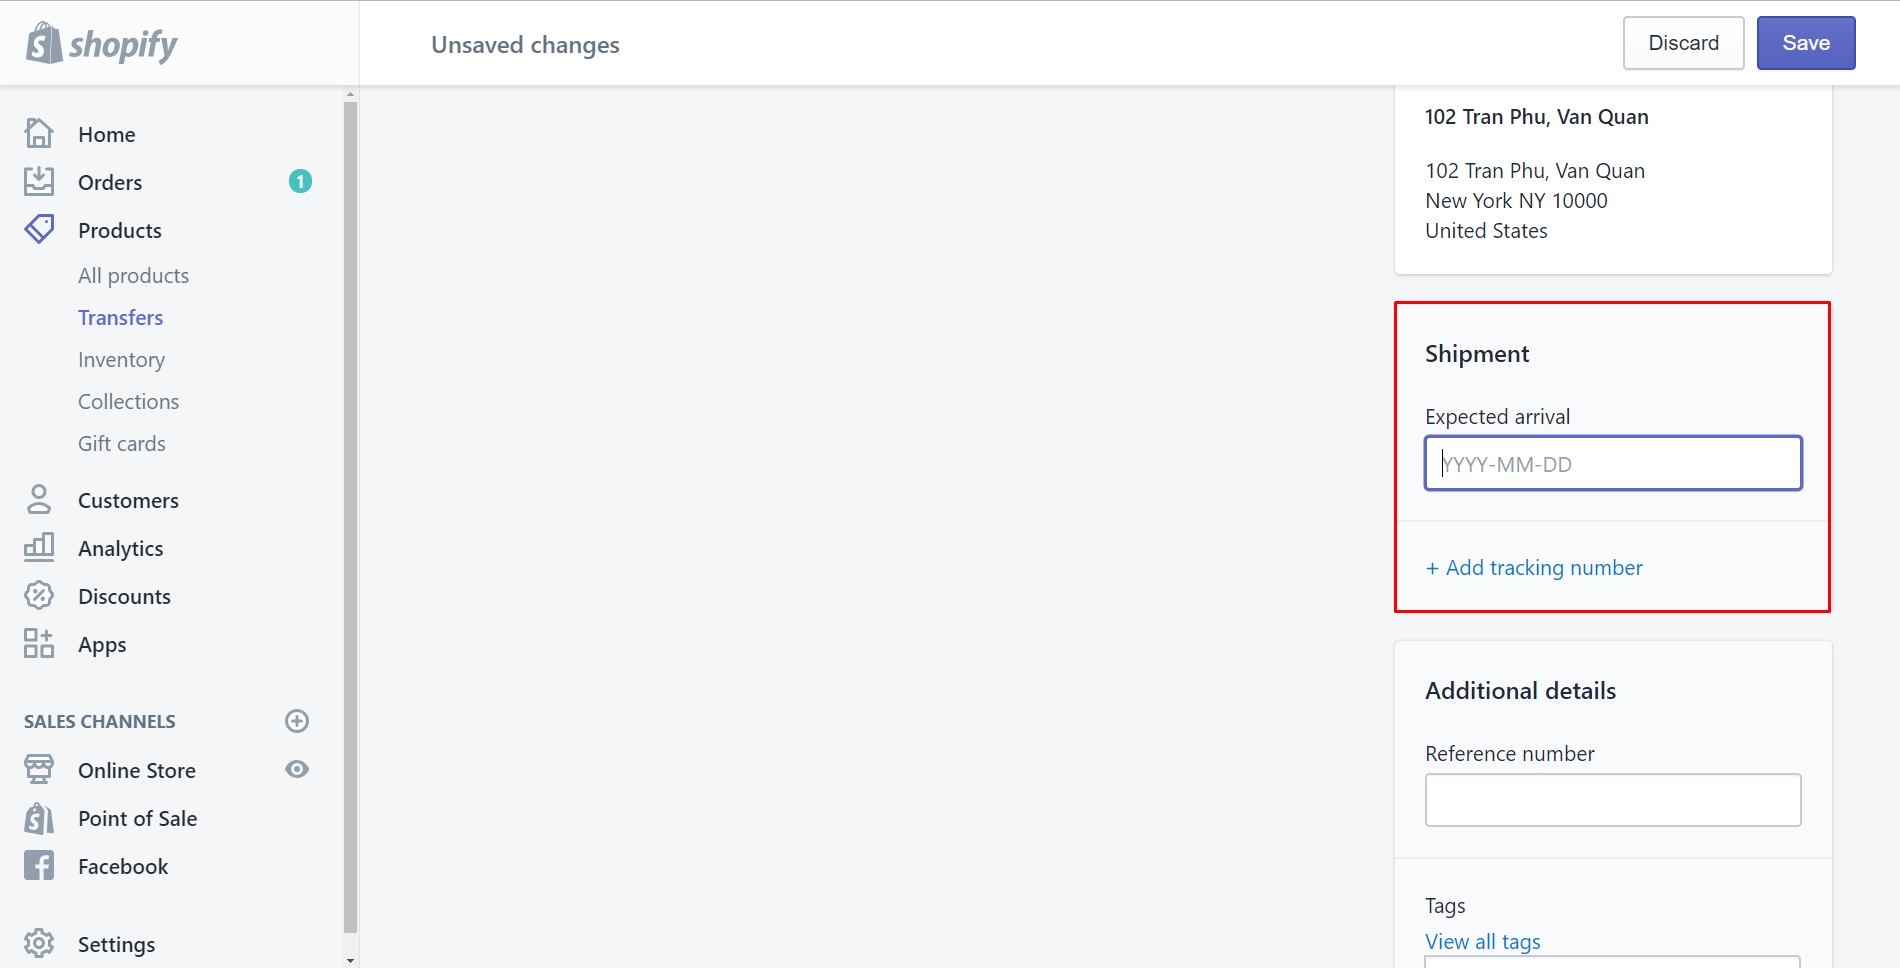 shopify
Unsaved changes
Discard
Save
Home
Orders
1
Products
All products
Transfers
Inventory
Collections
Gift cards
Customers
Analytics
Discounts
Apps
SALES CHANNELS
Online Store
Point of Sale
Facebook
Settings
102 Tran Phu, Van Quan
102 Tran Phu, Van Quan
New York NY 10000
United States
Shipment
Expected arrival
YYYY-MM-DD
+ Add tracking number
Additional details
Reference number
Tags
View all tags